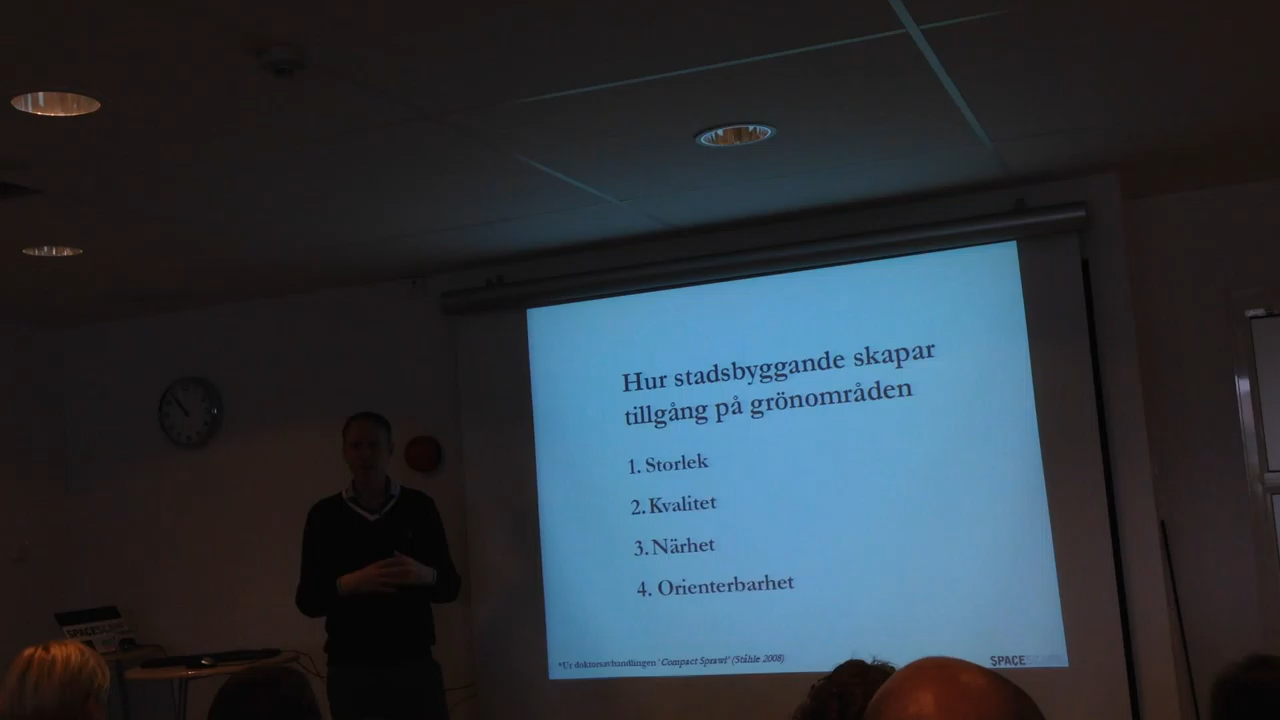 Hur stadsbyggande skapar
tillgång på grönområden
1. Storlek
2. Kvalitet
3. Närhet
4. Orienterbarhet
*Ur doktorsavhandlingen 'Compact Sprawl' (Ståhle 2008)
SPACE
SPACE